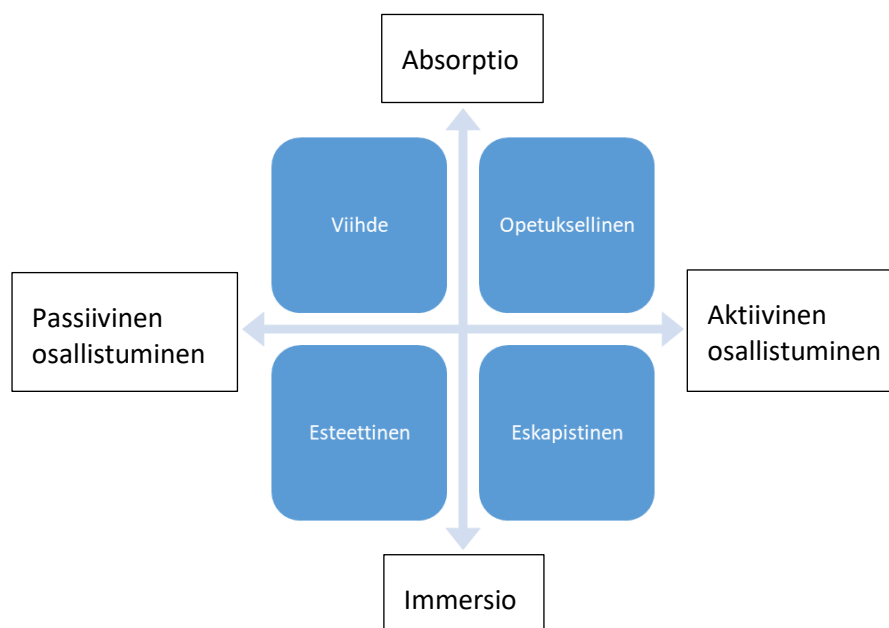 Absorptio
Viihde
Opetuksellinen
Passiivinen
osallistuminen
Aktiivinen
osallistuminen
Esteettinen
Eskapistinen
Immersio